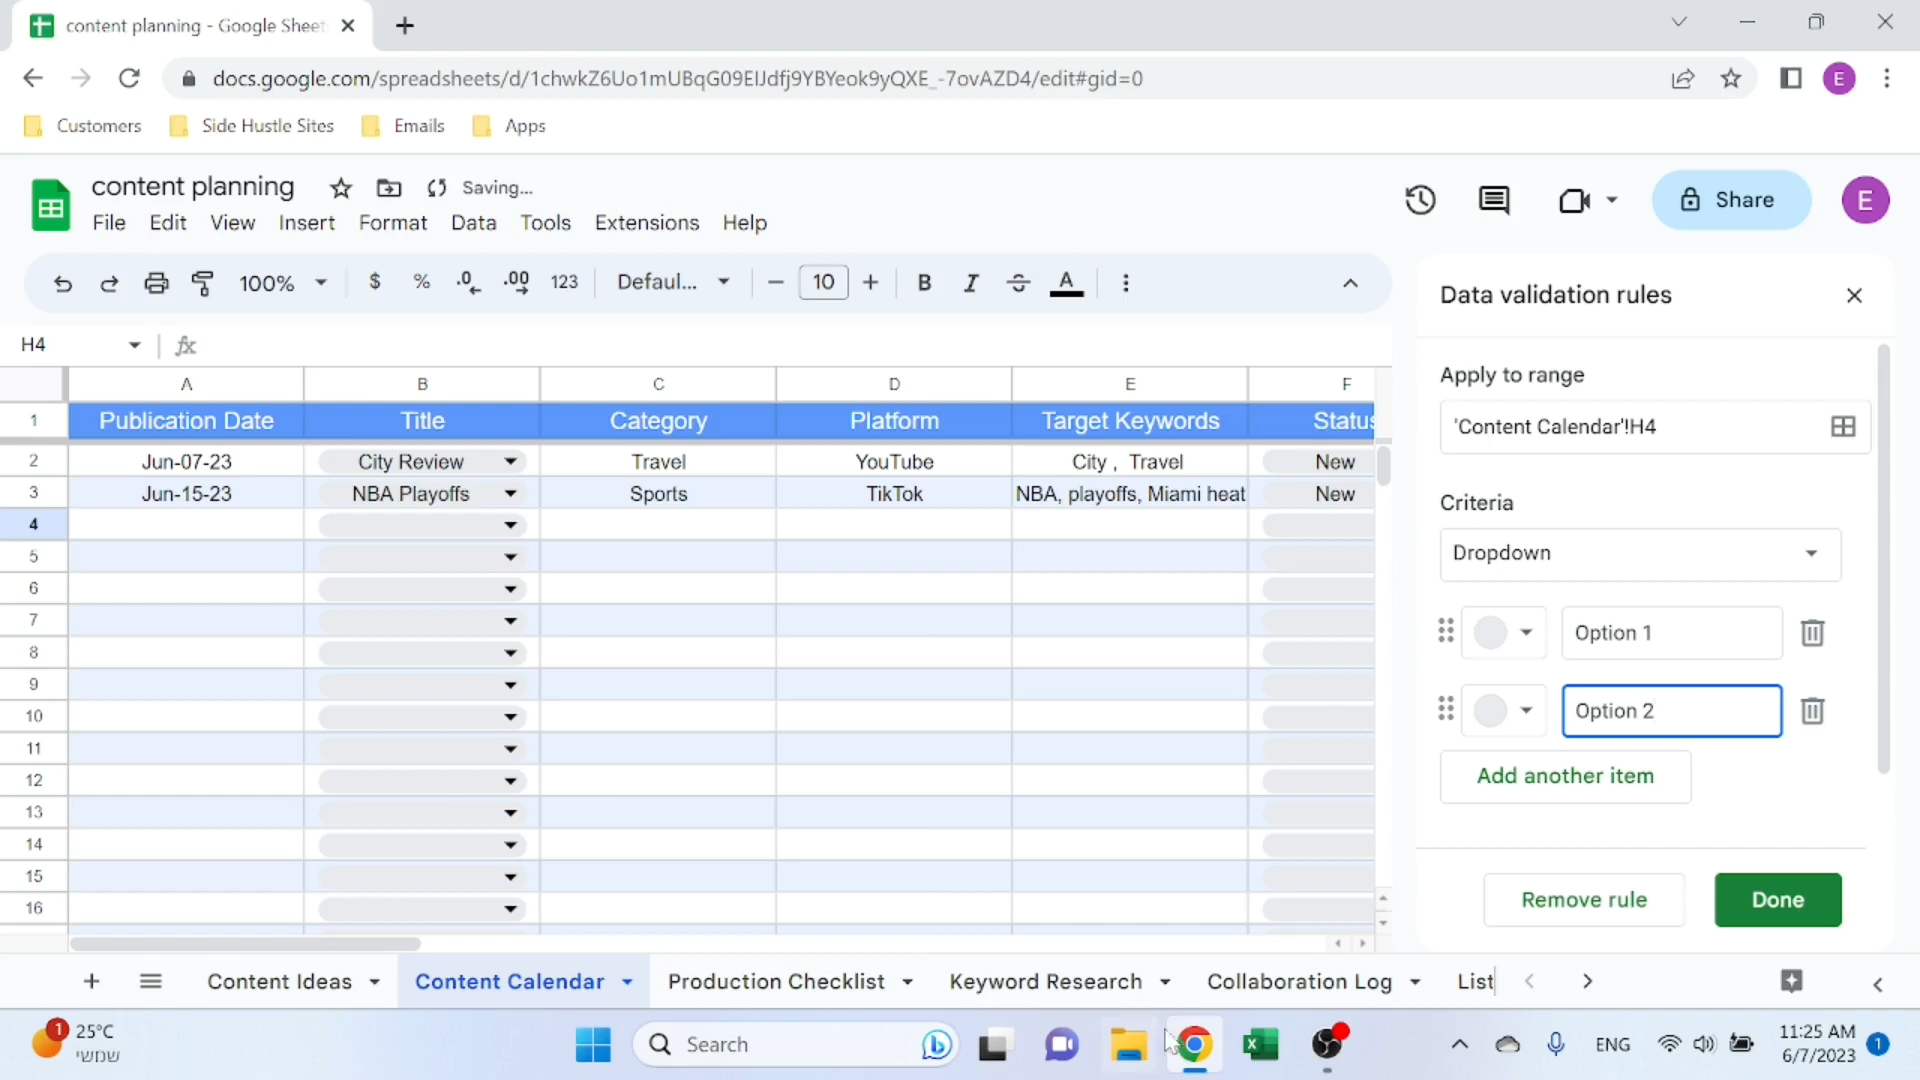 content planning - Google Sheet
docs.google.com/spreadsheets/d/1chwkZ6Uo1mUBqG09EIJdfj9YBYeok9yQXE_-7ovAZD4/edit#gid=0
E
Customers Side Hustle Sites Emails Apps
content planning Saving...
File Edit View Insert Format Data Tools Extensions Help
Share E
100% $ % .0 .00 123 Defaul... − 10 + B I S A
H4 fx
A B C D E F
1 Publication Date Title Category Platform Target Keywords Status
2 Jun-07-23 City Review Travel YouTube City , Travel New
3 Jun-15-23 NBA Playoffs Sports TikTok NBA, playoffs, Miami heat New
4
5
6
7
8
9
10
11
12
13
14
15
16
Data validation rules
Apply to range
'Content Calendar'!H4
Criteria
Dropdown
Option 1
Option 2
Add another item
Remove rule Done
Content Ideas Content Calendar Production Checklist Keyword Research Collaboration Log List
1 25°C
שמשי
Search
ENG
11:25 AM
6/7/2023 1